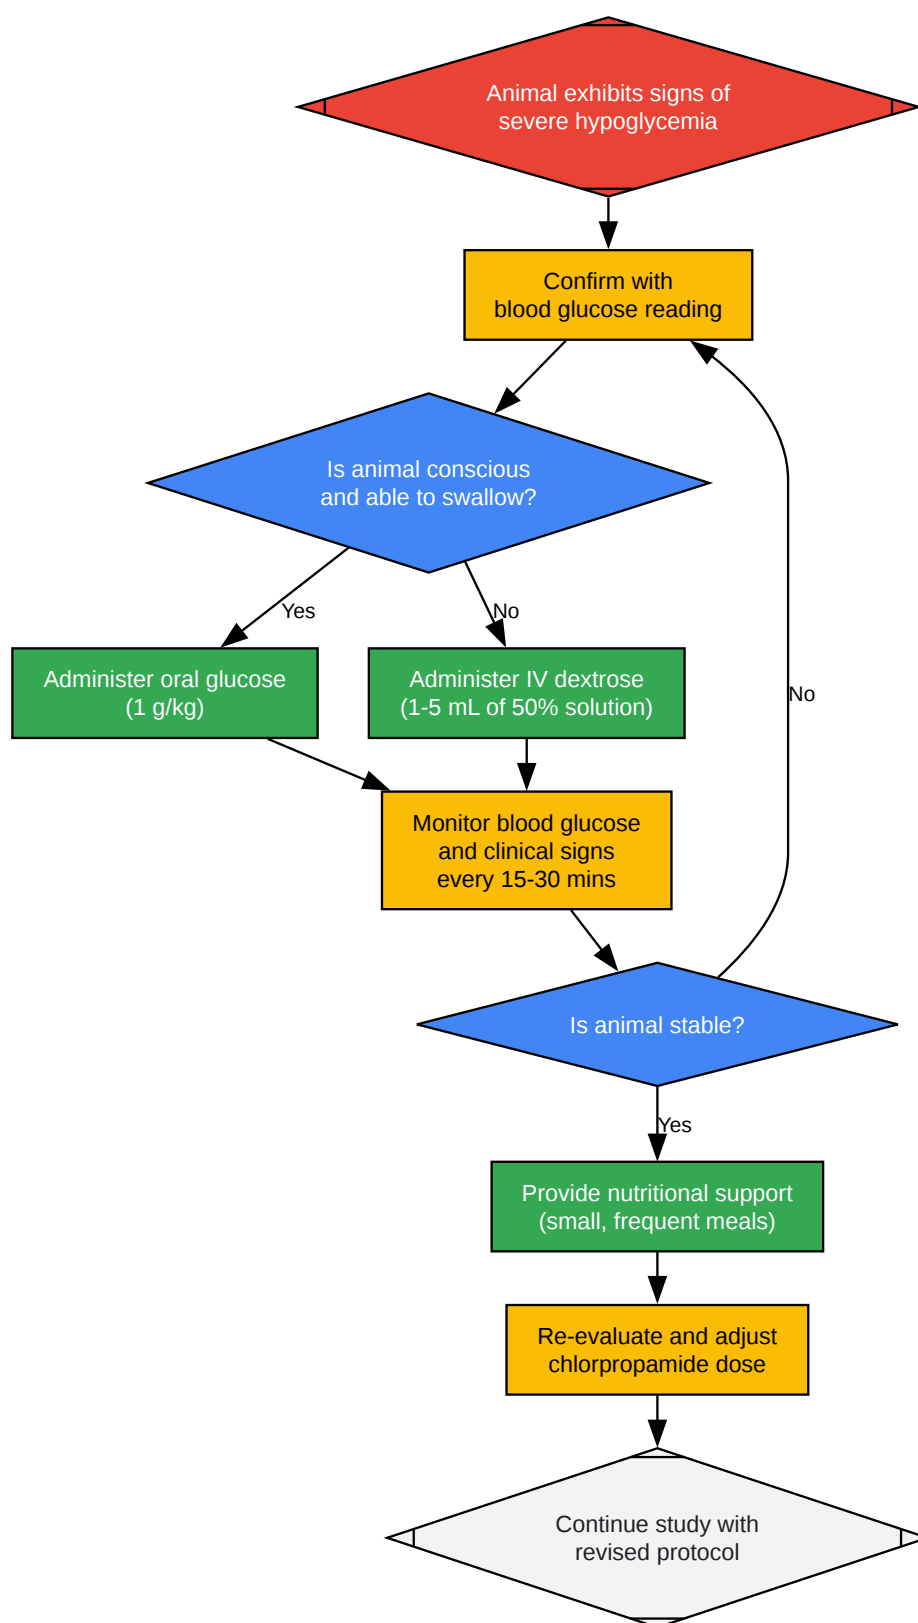 Animal exhibits signs of
severe hypoglycemia
Confirm with
blood glucose reading
Is animal conscious
and able to swallow?
Yes
No
Administer oral glucose
(1 g/kg)
Administer IV dextrose
(1-5 mL of 50% solution)
No
Monitor blood glucose
and clinical signs
every 15-30 mins
Is animal stable?
Yes
Provide nutritional support
(small, frequent meals)
Re-evaluate and adjust
chlorpropamide dose
Continue study with
revised protocol